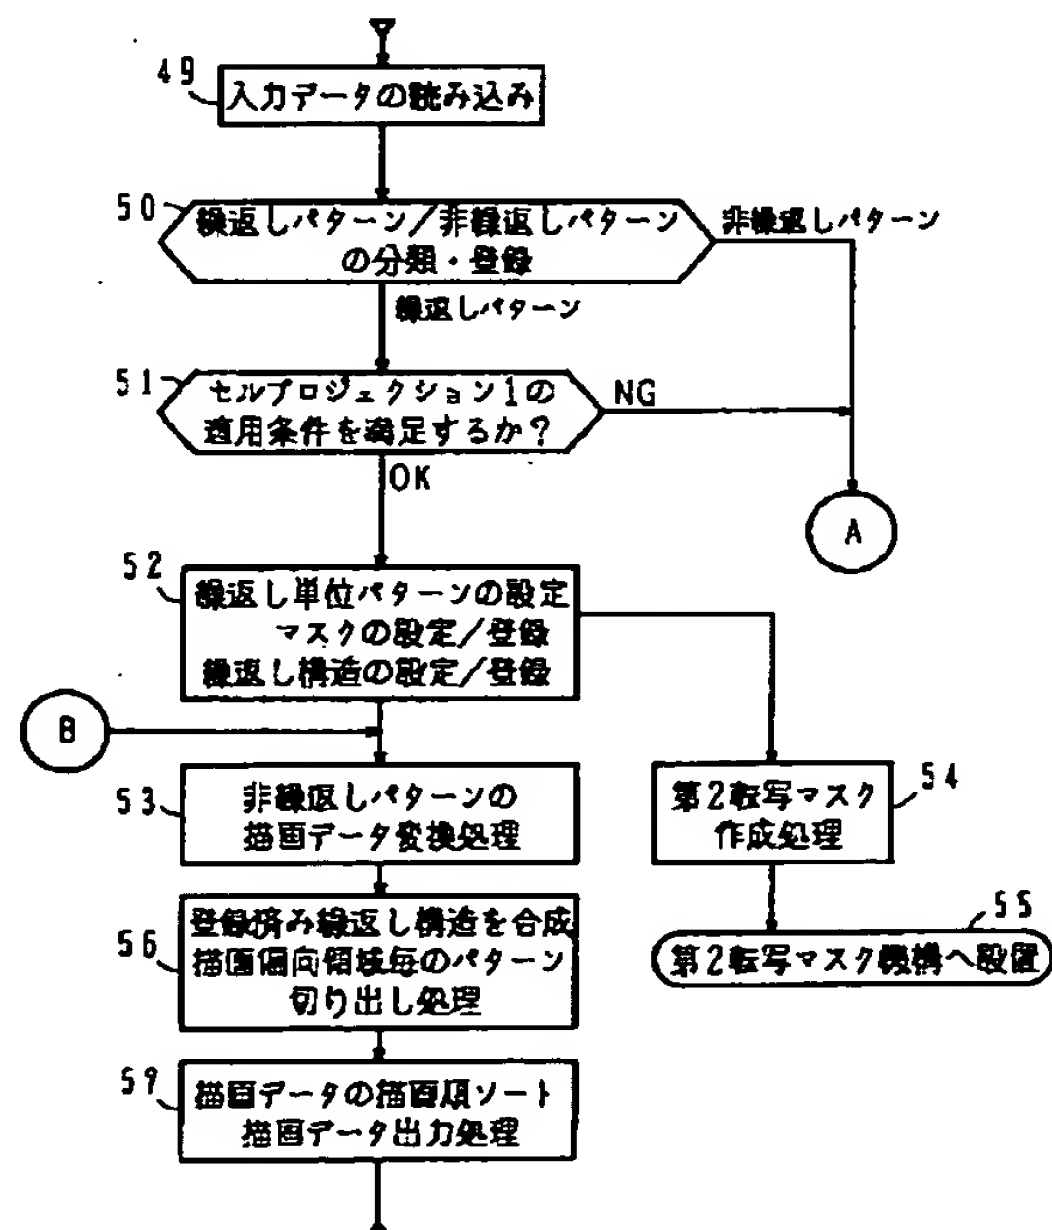 49
入力データの読み込み
50
繰返しパターン/非繰返しパターン
の分類・登録
非繰返しパターン
繰返しパターン
51
セルプロジェクション1の
適用条件を満足するか?
NG
OK
A
52
繰返し単位パターンの設定
マスクの設定/登録
繰返し構造の設定/登録
B
53
非繰返しパターンの
描画データ変換処理
54
第2転写マスク
作成処理
55
第2転写マスク機構へ設置
56
登録済み繰返し構造を合成
描画偏向領域毎のパターン
切り出し処理
59
描画データの描画順ソート
描画データ出力処理